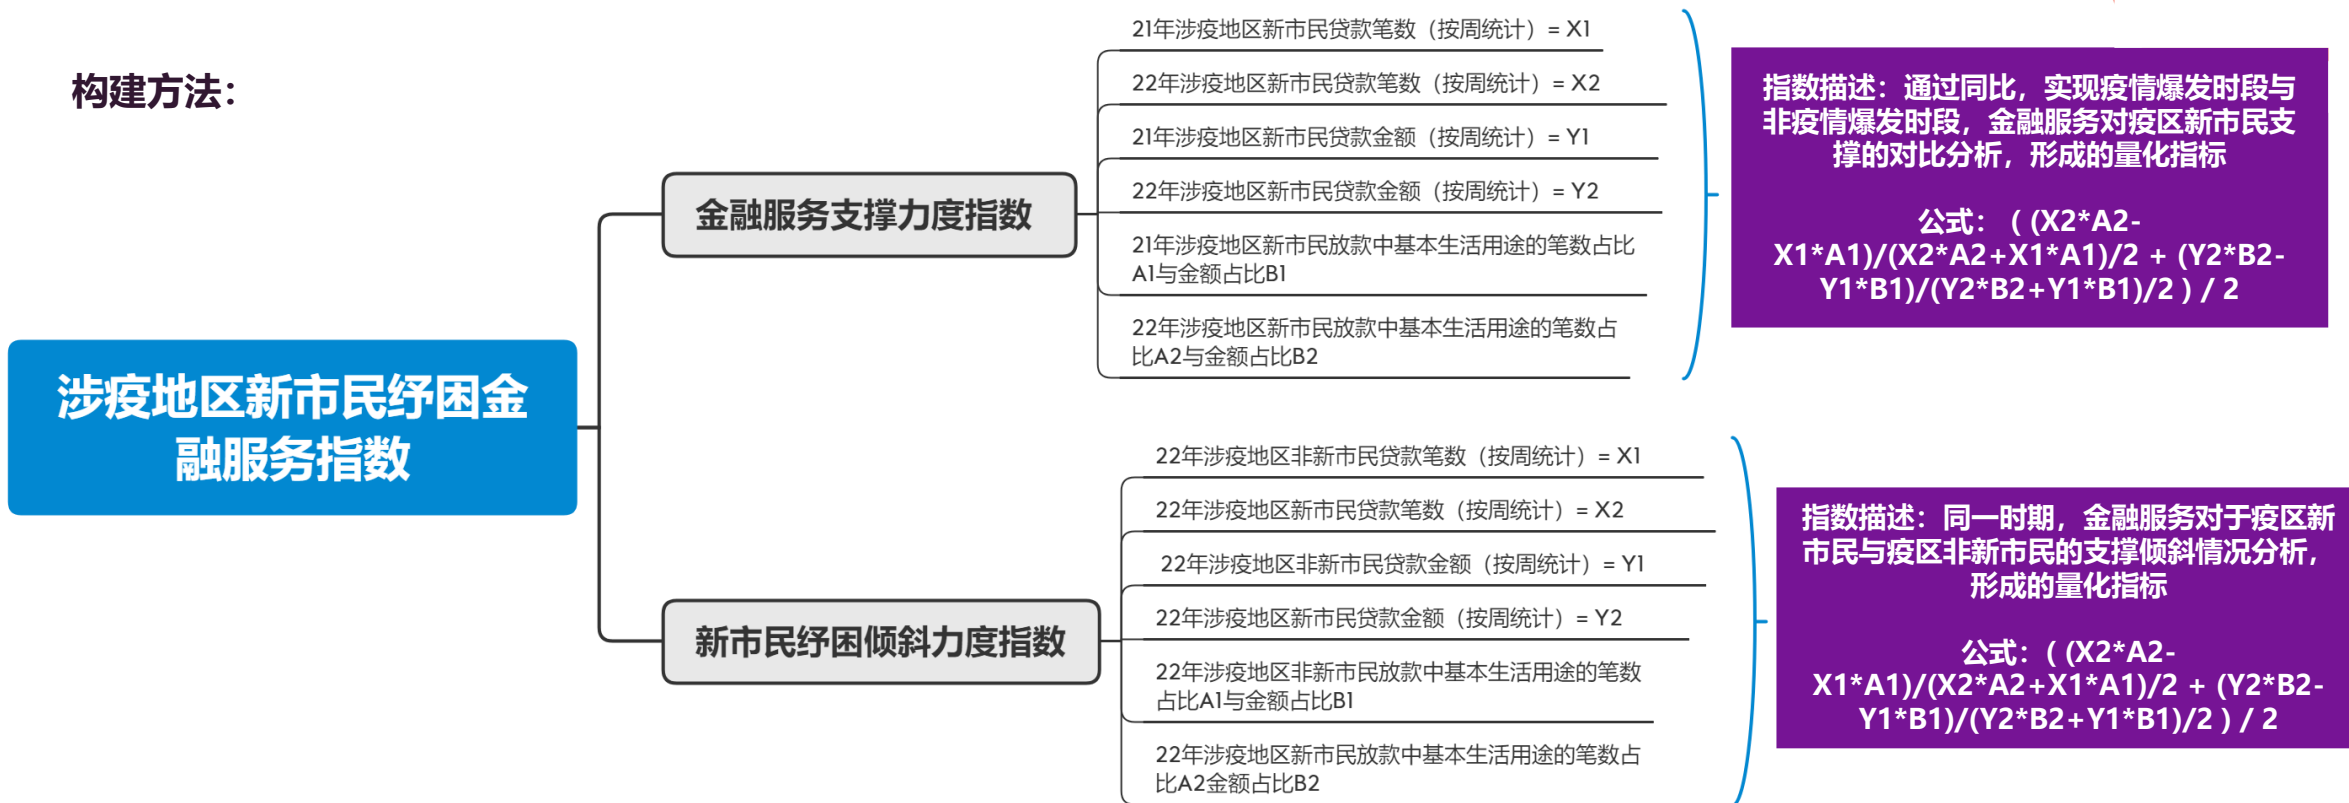 构建方法：
涉疫地区新市民纾困金
融服务指数
金融服务支撑力度指数
21年涉疫地区新市民贷款笔数（按周统计）= X1
22年涉疫地区新市民贷款笔数（按周统计）= X2
21年涉疫地区新市民贷款金额（按周统计）= Y1
22年涉疫地区新市民贷款金额（按周统计）= Y2
21年涉疫地区新市民放款中基本生活用途的笔数占比
A1与金额占比B1
22年涉疫地区新市民放款中基本生活用途的笔数占
比A2与金额占比B2
指数描述：通过同比，实现疫情爆发时段与
非疫情爆发时段，金融服务对疫区新市民支
撑的对比分析，形成的量化指标
公式：（ (X2*A2-
X1*A1)/(X2*A2+X1*A1)/2 + (Y2*B2-
Y1*B1)/(Y2*B2+Y1*B1)/2 ) / 2
新市民纾困倾斜力度指数
22年涉疫地区非新市民贷款笔数（按周统计）= X1
22年涉疫地区新市民贷款笔数（按周统计）= X2
22年涉疫地区非新市民贷款金额（按周统计）= Y1
22年涉疫地区新市民贷款金额（按周统计）= Y2
22年涉疫地区非新市民放款中基本生活用途的笔数
占比A1与金额占比B1
22年涉疫地区新市民放款中基本生活用途的笔数占
比A2金额占比B2
指数描述：同一时期，金融服务对于疫区新
市民与疫区非新市民的支撑倾斜情况分析，
形成的量化指标
公式：( (X2*A2-
X1*A1)/(X2*A2+X1*A1)/2 + (Y2*B2-
Y1*B1)/(Y2*B2+Y1*B1)/2 ) / 2